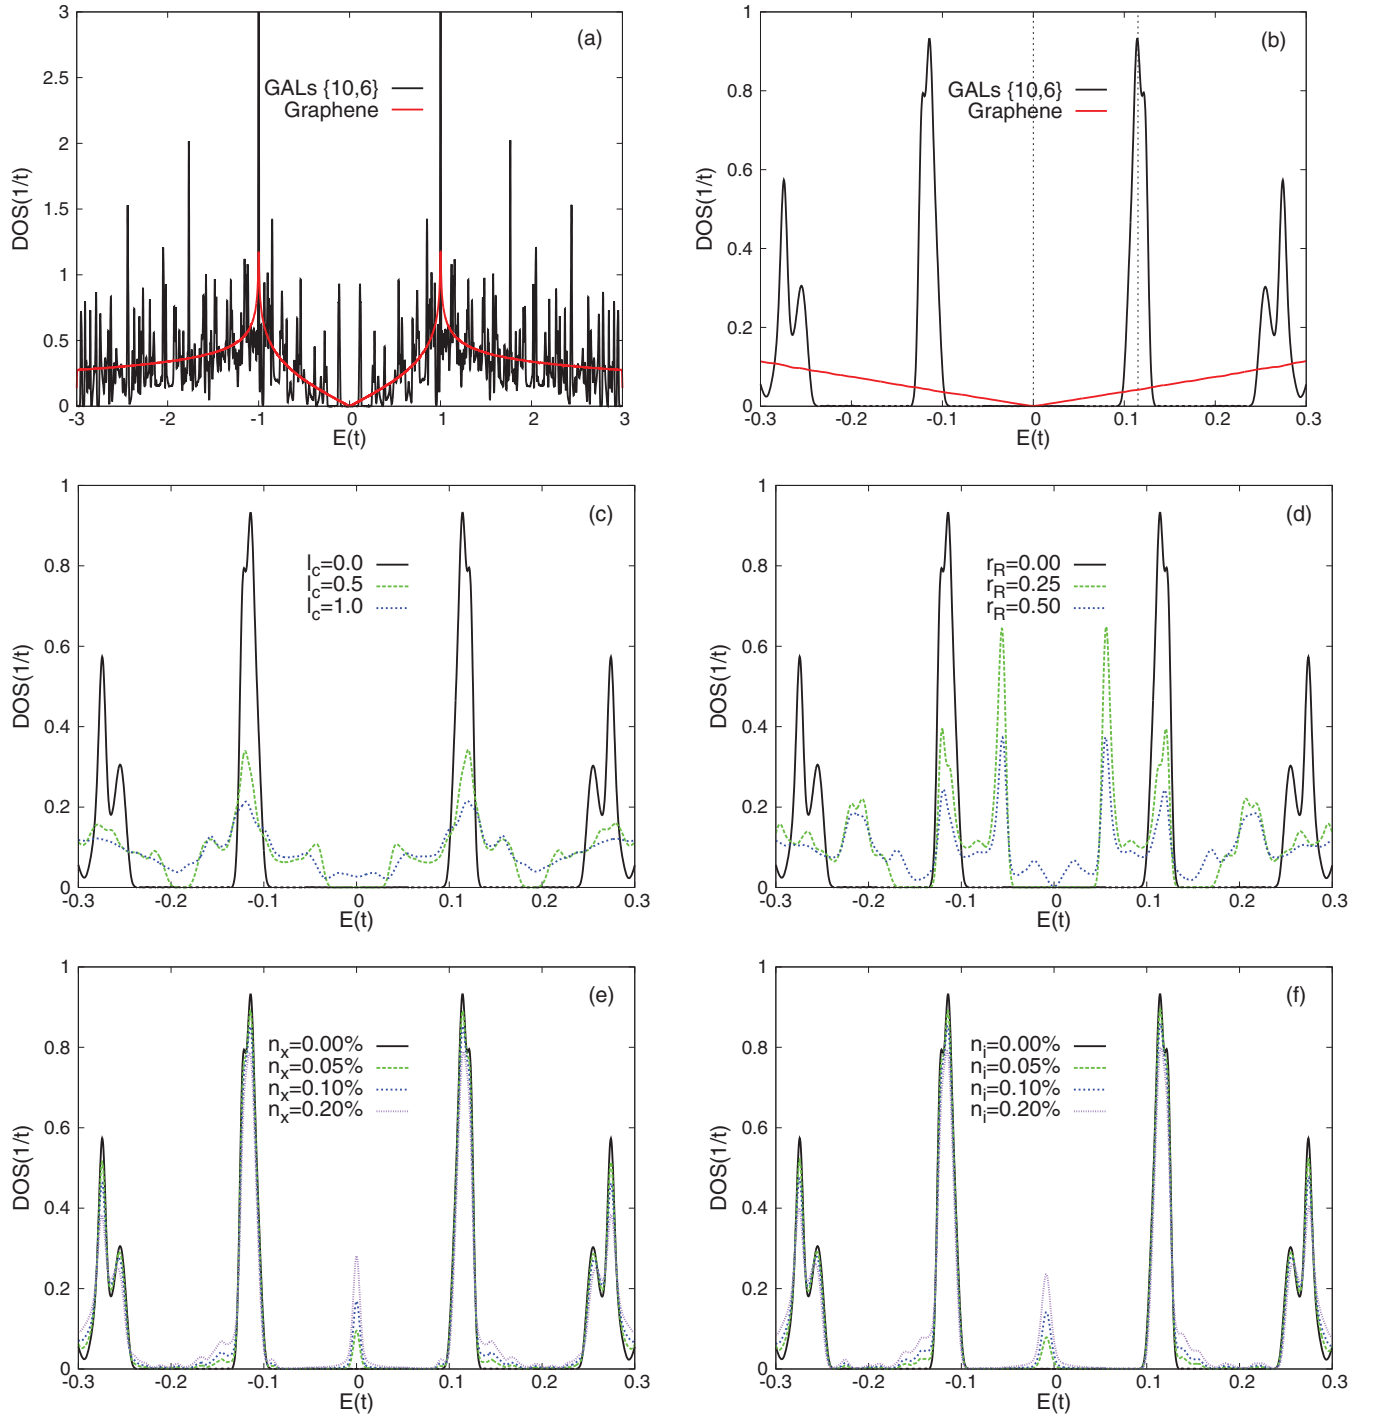 (a)
GALs {10,6}
Graphene
DOS(1/t)
3
2.5
2
1.5
1
0.5
0
-3 -2 -1 0 1 2 3
E(t)
(b)
GALs {10,6}
Graphene
DOS(1/t)
1
0.8
0.6
0.4
0.2
0
-0.3 -0.2 -0.1 0 0.1 0.2 0.3
E(t)
(c)
l_c=0.0
l_c=0.5
l_c=1.0
DOS(1/t)
1
0.8
0.6
0.4
0.2
0
-0.3 -0.2 -0.1 0 0.1 0.2 0.3
E(t)
(d)
r_R=0.00
r_R=0.25
r_R=0.50
DOS(1/t)
1
0.8
0.6
0.4
0.2
0
-0.3 -0.2 -0.1 0 0.1 0.2 0.3
E(t)
(e)
n_x=0.00%
n_x=0.05%
n_x=0.10%
n_x=0.20%
DOS(1/t)
1
0.8
0.6
0.4
0.2
0
-0.3 -0.2 -0.1 0 0.1 0.2 0.3
E(t)
(f)
n_i=0.00%
n_i=0.05%
n_i=0.10%
n_i=0.20%
DOS(1/t)
1
0.8
0.6
0.4
0.2
0
-0.3 -0.2 -0.1 0 0.1 0.2 0.3
E(t)